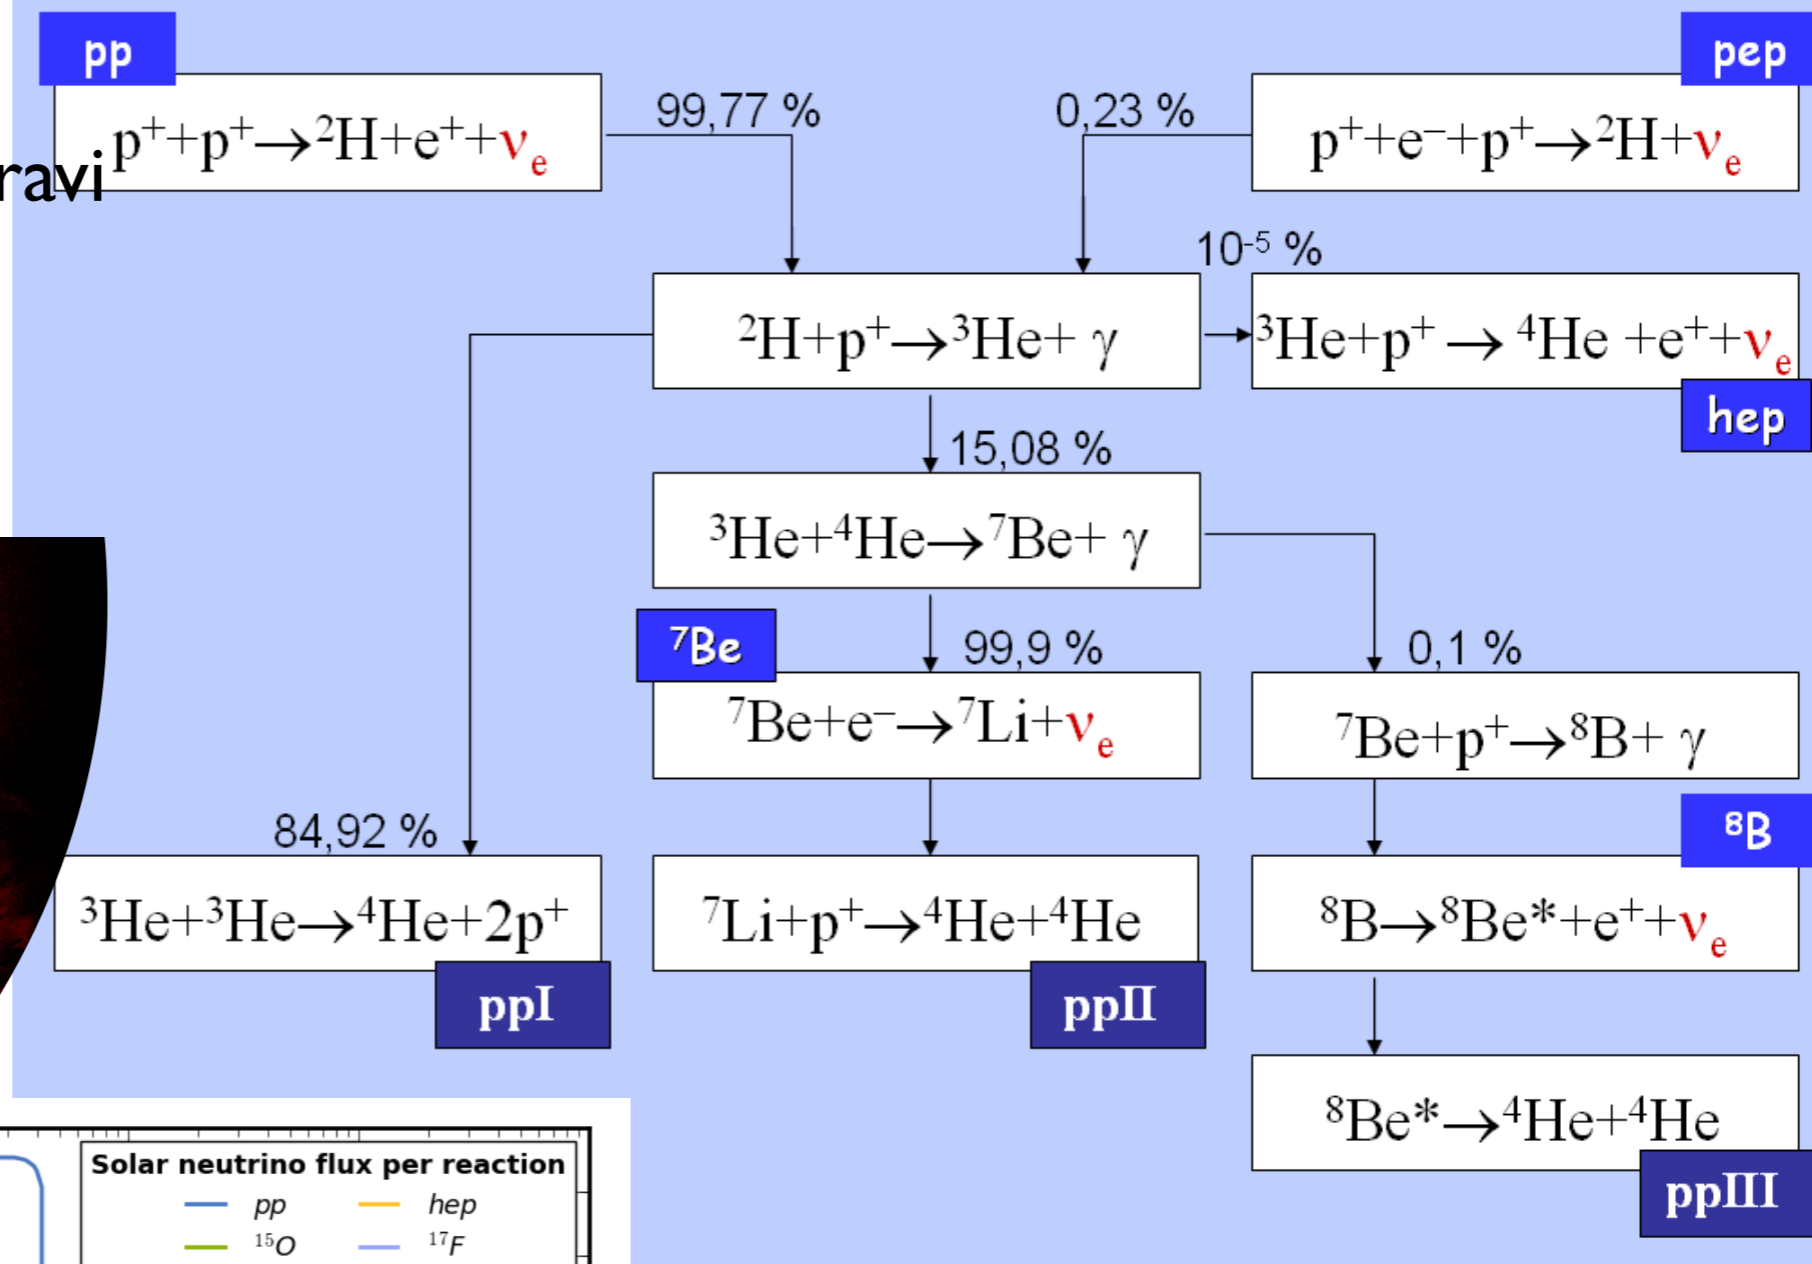 pp
pep
99,77 %
0,23 %
p⁺+p⁺→²H+e⁺+νₑ
p⁺+e⁻+p⁺→²H+νₑ
ravi
10⁻⁵ %
²H+p⁺→³He+ γ
³He+p⁺ → ⁴He +e⁺+νₑ
hep
15,08 %
³He+⁴He→⁷Be+ γ
⁷Be
99,9 %
0,1 %
⁷Be+e⁻→⁷Li+νₑ
⁷Be+p⁺→⁸B+ γ
84,92 %
⁸B
³He+³He→⁴He+2p⁺
⁷Li+p⁺→⁴He+⁴He
⁸B→⁸Be*+e⁺+νₑ
ppI
ppII
⁸Be*→⁴He+⁴He
ppIII
Solar neutrino flux per reaction
pp
hep
¹⁵O
¹⁷F